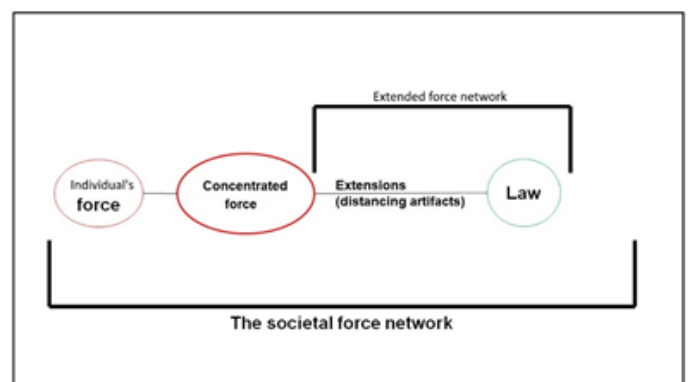 Extended force network
Individual's
force
Concentrated
force
Extensions
(distancing artifacts)
Law
The societal force network